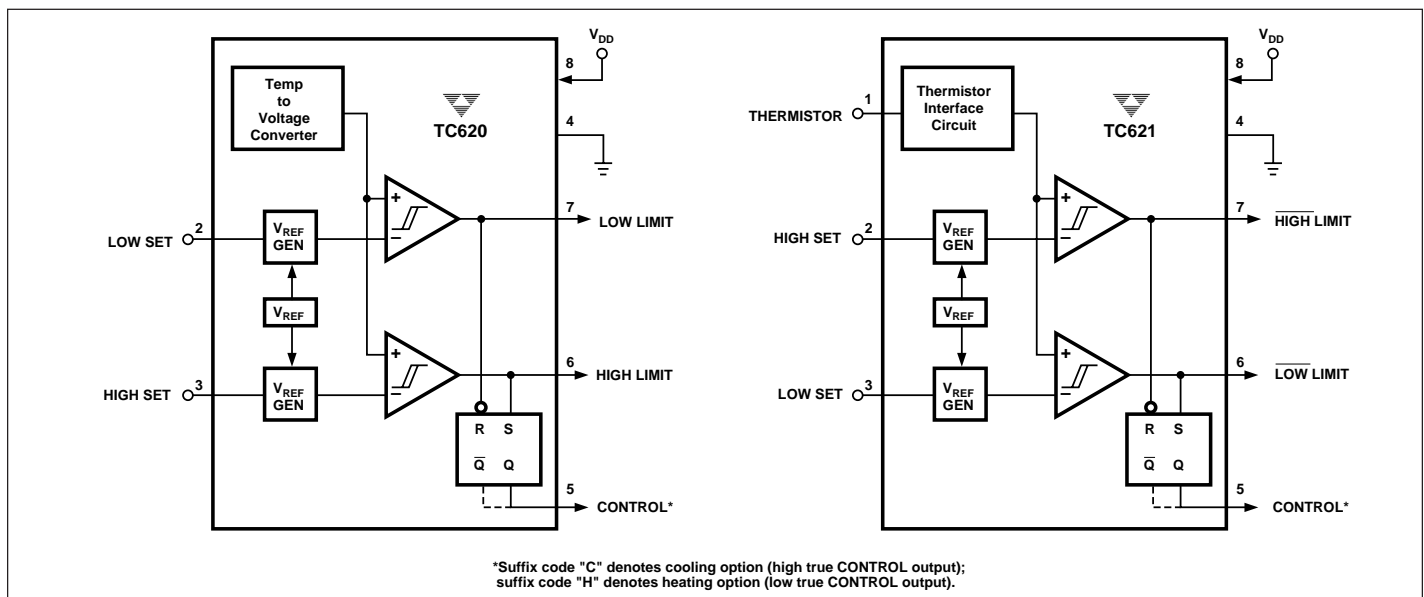 VDD
8
Temp
to
Voltage
Converter
TC620
4
+
7
LOW LIMIT
2
LOW SET
VREF
GEN
–
VREF
+
6
HIGH LIMIT
3
HIGH SET
VREF
GEN
–
R S
Q̅ Q
5
CONTROL*
VDD
8
1
THERMISTOR
Thermistor
Interface
Circuit
TC621
4
+
7
H̅I̅G̅H̅ LIMIT
2
HIGH SET
VREF
GEN
–
VREF
+
6
L̅O̅W̅ LIMIT
3
LOW SET
VREF
GEN
–
R S
Q̅ Q
5
CONTROL*
*Suffix code "C" denotes cooling option (high true CONTROL output);
suffix code "H" denotes heating option (low true CONTROL output).